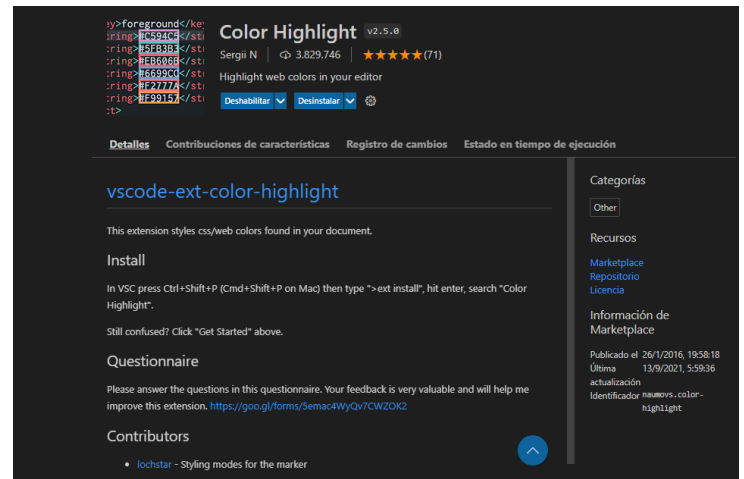 y>foreground</ke
:ring>#C594C5</st
:ring>#5FB3B3</st
:ring>#EB606B</st
:ring>#6699CC</st
:ring>#F2777A</st
:ring>#F99157</st
:t>
Color Highlight v2.5.0
Sergii N 3.829.746 ★★★★★(71)
Highlight web colors in your editor
Deshabilitar Desinstalar
Detalles Contribuciones de características Registro de cambios Estado en tiempo de ejecución
vscode-ext-color-highlight
This extension styles css/web colors found in your document.
Install
In VSC press Ctrl+Shift+P (Cmd+Shift+P on Mac) then type ">ext install", hit enter, search "Color
Highlight".
Still confused? Click "Get Started" above.
Questionnaire
Please answer the questions in this questionnaire. Your feedback is very valuable and will help me
improve this extension. https://goo.gl/forms/5emac4WyQv7CWZOK2
Contributors
• lochstar - Styling modes for the marker
Categorías
Other
Recursos
Marketplace
Repositorio
Licencia
Información de
Marketplace
Publicado el 26/1/2016, 19:58:18
Última 13/9/2021, 5:59:36
actualización
Identificador naumovs.color-
highlight